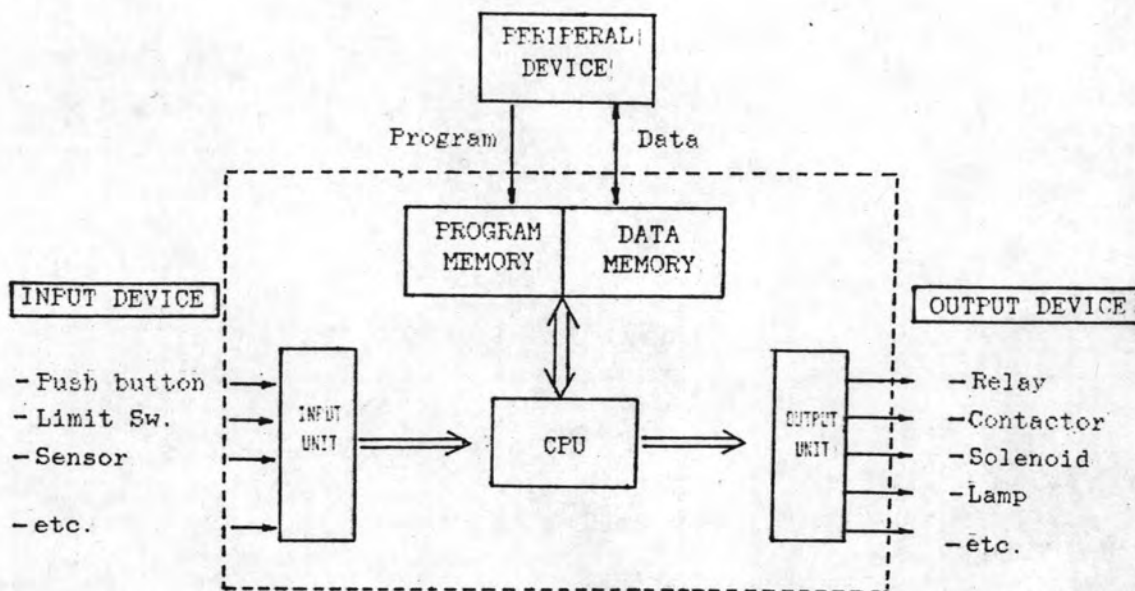 PERIPERAL
DEVICE
Program
Data
PROGRAM
MEMORY
DATA
MEMORY
INPUT DEVICE
-Push button
-Limit Sw.
-Sensor
-etc.
INPUT
UNIT
CPU
OUTPUT
UNIT
OUTPUT DEVICE
-Relay
-Contactor
-Solenoid
-Lamp
-etc.